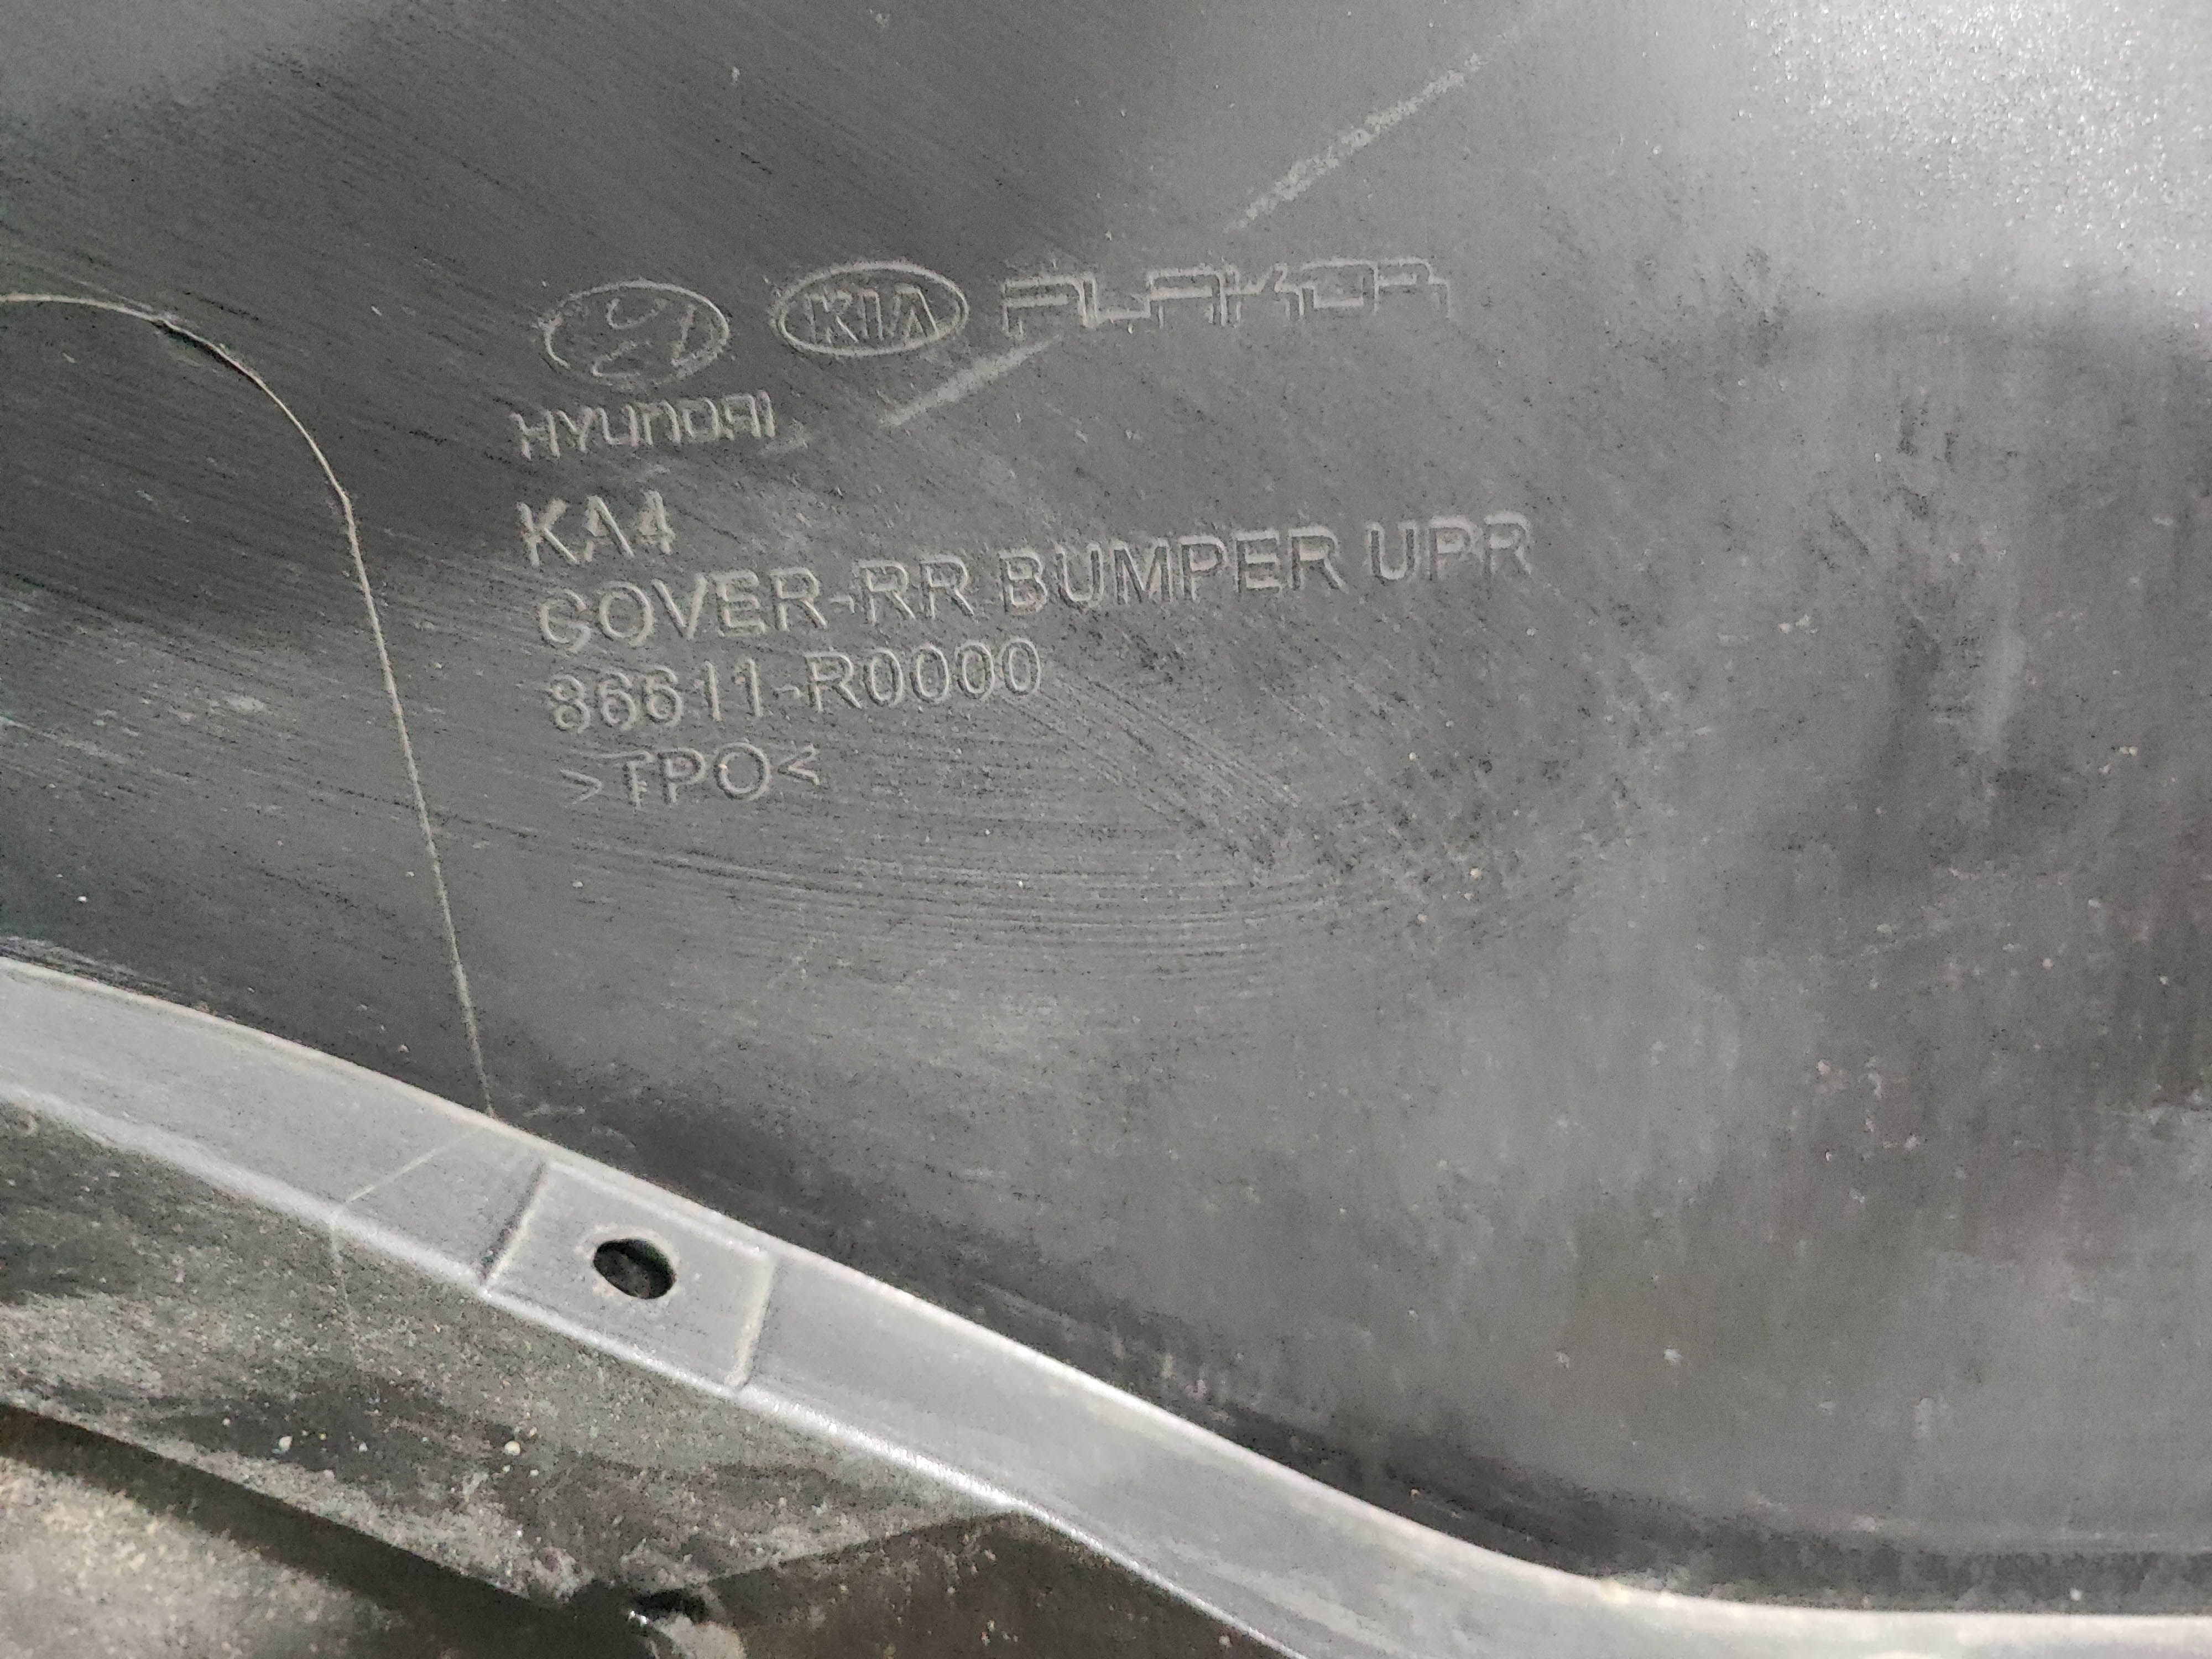 KIA PLAKOR
HYUNDAI
KA4
COVER-RR BUMPER UPR
86611-R0000
>TPO<